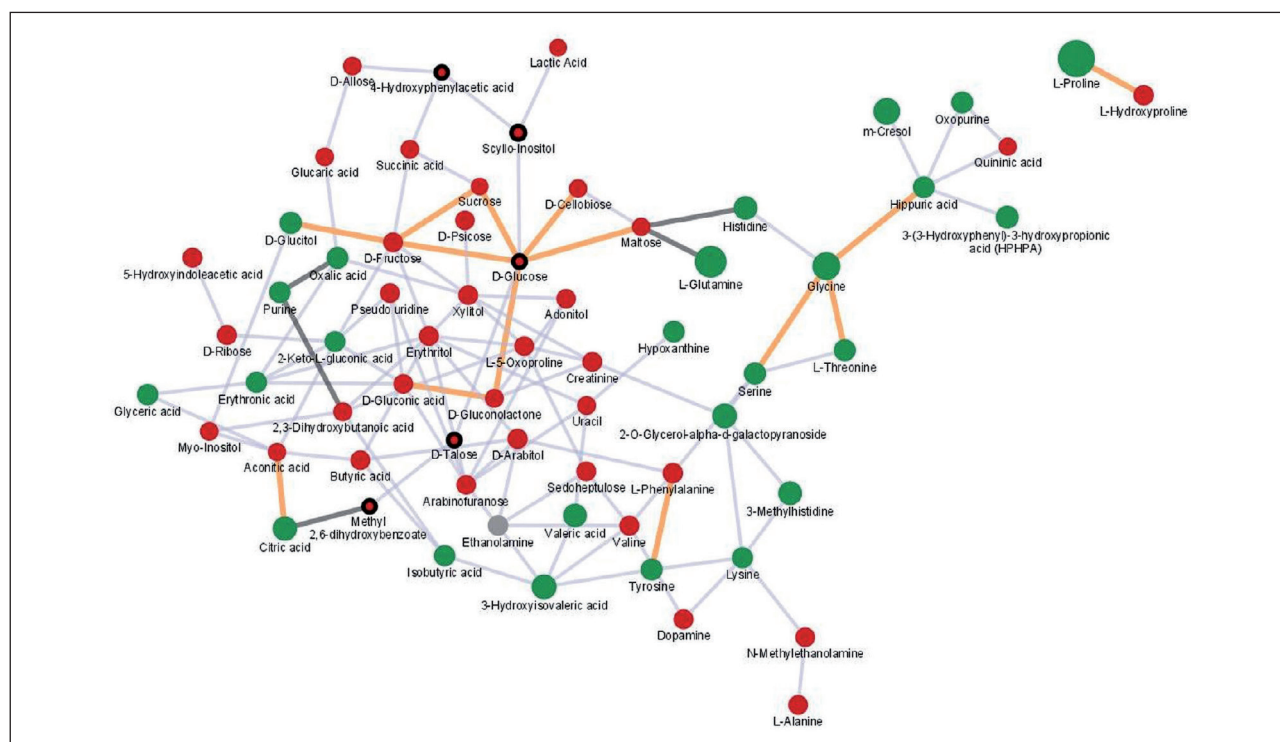 Lactic Acid
D-Allose
4-Hydroxyphenylacetic acid
L-Proline
L-Hydroxyproline
Oxopurine
m-Cresol
Scyllo-Inositol
Quininic acid
Glucaric acid
Succinic acid
Sucrose
D-Cellobiose
Hippuric acid
D-Psicose
Maltose
Histidine
3-(3-Hydroxyphenyl)-3-hydroxypropionic
acid (HPHPA)
D-Glucitol
D-Fructose
D-Glucose
5-Hydroxyindoleacetic acid
Oxalic acid
L-Glutamine
Glycine
Purine
Pseudouridine
Xylitol
Adonitol
D-Ribose
2-Keto-L-gluconic acid
Erythritol
L-5-Oxoproline
Hypoxanthine
L-Threonine
Creatinine
Serine
Glyceric acid
Erythronic acid
D-Gluconic acid
D-Gluconolactone
Uracil
2,3-Dihydroxybutanoic acid
2-O-Glycerol-alpha-d-galactopyranoside
Myo-Inositol
Aconitic acid
D-Talose
D-Arabitol
Butyric acid
Arabinofuranose
Sedoheptulose
L-Phenylalanine
3-Methylhistidine
Methyl
2,6-dihydroxybenzoate
Citric acid
Ethanolamine
Valeric acid
Valine
Isobutyric acid
3-Hydroxyisovaleric acid
Tyrosine
Lysine
Dopamine
N-Methylethanolamine
L-Alanine